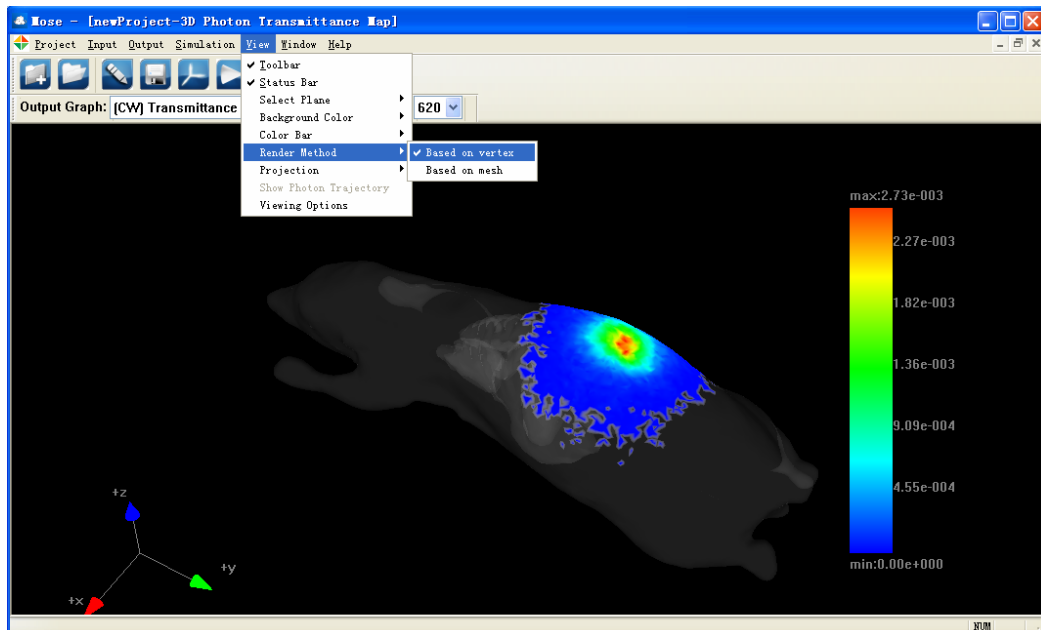 Mose - [newProject-3D Photon Transmittance Map]
Project Input Output Simulation View Window Help
Toolbar
Status Bar
Output Graph: (CW) Transmittance 620
Select Plane
Background Color
Color Bar
Render Method
Based on vertex
Projection
Based on mesh
Show Photon Trajectory
Viewing Options
max:2.73e-003
2.27e-003
1.82e-003
1.36e-003
9.09e-004
4.55e-004
min:0.00e+000
+z
+y
+x
NUM